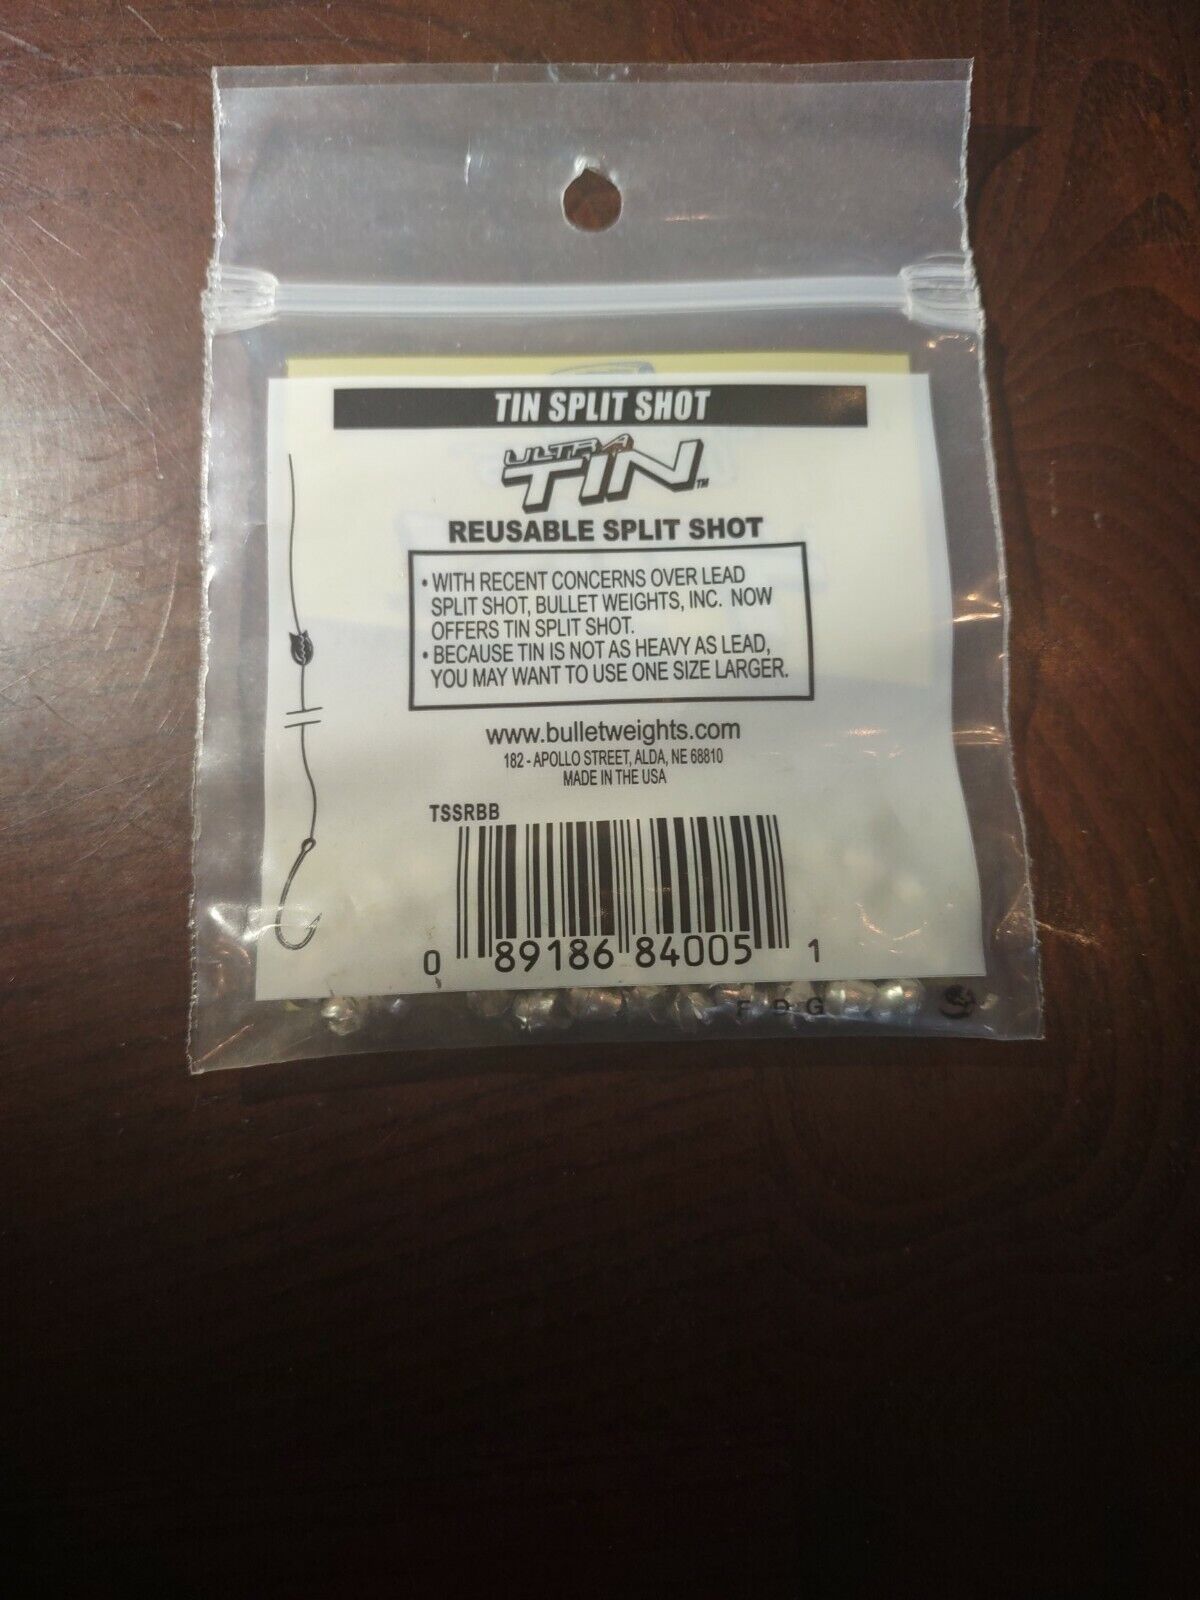 TIN SPLIT SHOT
ULTRA
TIN™
REUSABLE SPLIT SHOT
• WITH RECENT CONCERNS OVER LEAD
SPLIT SHOT, BULLET WEIGHTS, INC. NOW
OFFERS TIN SPLIT SHOT.
• BECAUSE TIN IS NOT AS HEAVY AS LEAD,
YOU MAY WANT TO USE ONE SIZE LARGER.
www.bulletweights.com
182 - APOLLO STREET, ALDA, NE 68810
MADE IN THE USA
TSSRBB
0 89186 84005 1